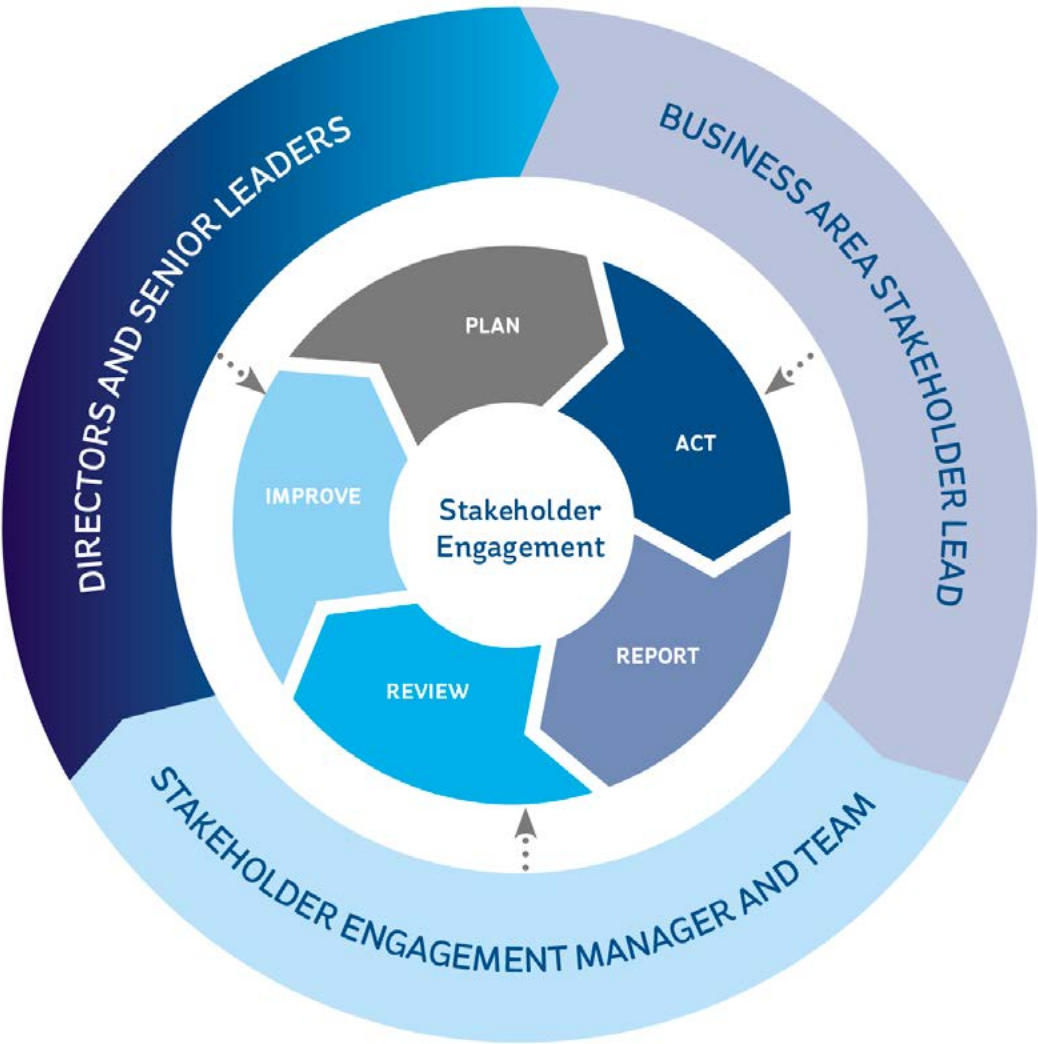 DIRECTORS AND SENIOR LEADERS
BUSINESS AREA STAKEHOLDER LEAD
STAKEHOLDER ENGAGEMENT MANAGER AND TEAM
PLAN
ACT
REPORT
REVIEW
IMPROVE
Stakeholder
Engagement